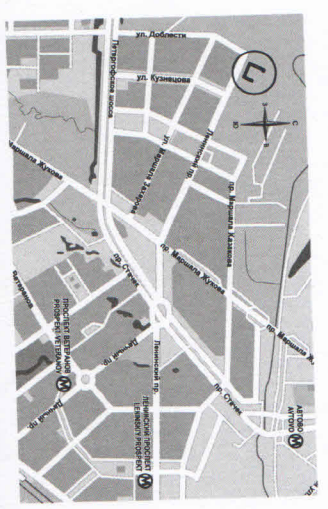 ул. Доблести
Петергофское шоссе
ул. Кузнецова
Ленинский пр.
ул. Маршала Захарова
пр. Маршала Казакова
С
З
В
Ю
Маршала Жукова
пр. Маршала Жукова
пр. Маршала Жу
пр. Стачек
пр. Стачек
Ленинский пр.
Дачный пр.
Дачный пр.
Ветеранов
ПРОСПЕКТ ВЕТЕРАНОВ
PROSPEKT VETERANOV
М
ЛЕНИНСКИЙ ПРОСПЕКТ
LENINSKIY PROSPEKT
М
АВТОВО
AVTOVO
М